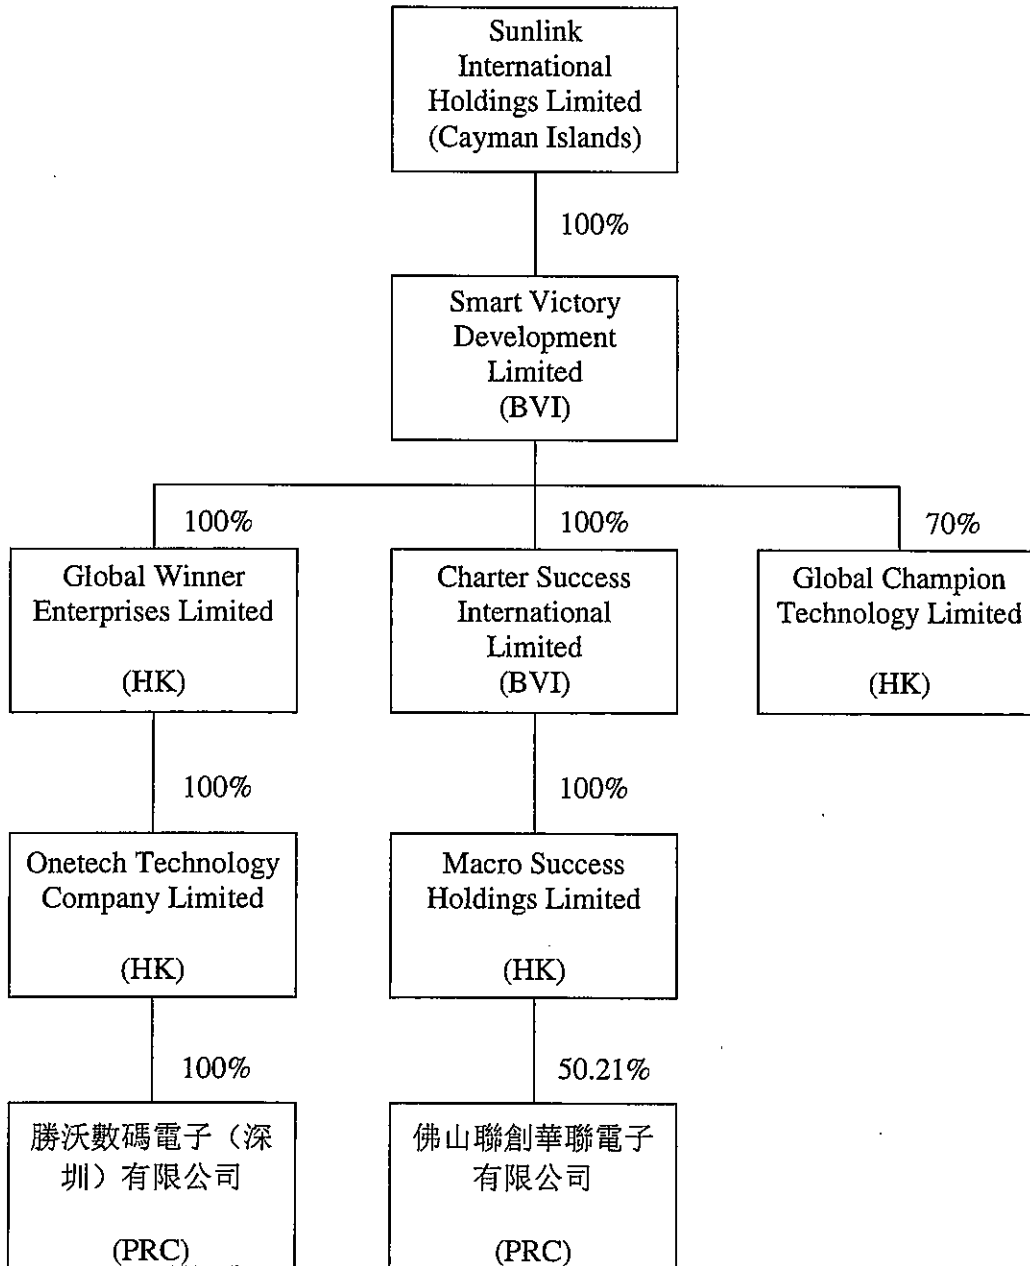 Sunlink
International
Holdings Limited
(Cayman Islands)
100%
Smart Victory
Development
Limited
(BVI)
100%
100%
70%
Global Winner
Enterprises Limited
(HK)
Charter Success
International
Limited
(BVI)
Global Champion
Technology Limited
(HK)
100%
100%
Onetech Technology
Company Limited
(HK)
Macro Success
Holdings Limited
(HK)
100%
50.21%
勝沃數碼電子（深
圳）有限公司
(PRC)
佛山聯創華聯電子
有限公司
(PRC)